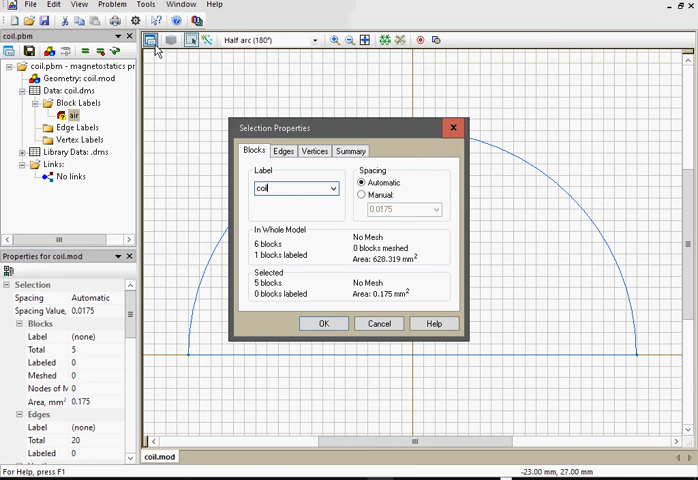 File Edit View Problem Tools Window Help
Half arc (180°)
coil.pbm
coil.pbm - magnetostatics pr
Geometry: coil.mod
Data: coil.dms
Block Labels
air
Edge Labels
Vertex Labels
Library Data: .dms
Links:
No links
Properties for coil.mod
Selection
Spacing Automatic
Spacing Value, 0.0175
Blocks
Label (none)
Total 5
Labeled 0
Meshed 0
Nodes of M 0
Area, mm² 0.175
Edges
Label (none)
Total 20
Labeled 0
Selection Properties
Blocks Edges Vertices Summary
Label
coil
Spacing
Automatic
Manual:
0.0175
In Whole Model
6 blocks
1 blocks labeled
No Mesh
0 blocks meshed
Area: 628.319 mm²
Selected
5 blocks
0 blocks labeled
No Mesh
Area: 0.175 mm²
OK Cancel Help
coil.mod
For Help, press F1
-23.00 mm, 27.00 mm